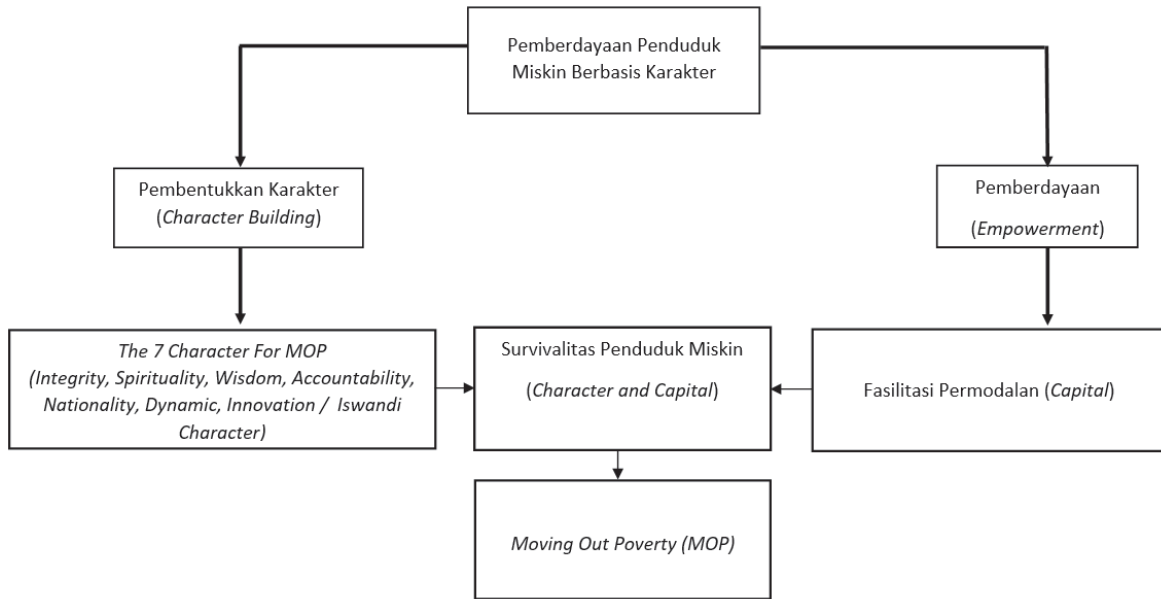 Pemberdayaan Penduduk
Miskin Berbasis Karakter
Pembentukkan Karakter
(Character Building)
Pemberdayaan
(Empowerment)
The 7 Character For MOP
(Integrity, Spirituality, Wisdom, Accountability,
Nationality, Dynamic, Innovation / Iswandi
Character)
Survivalitas Penduduk Miskin
(Character and Capital)
Fasilitasi Permodalan (Capital)
Moving Out Poverty (MOP)